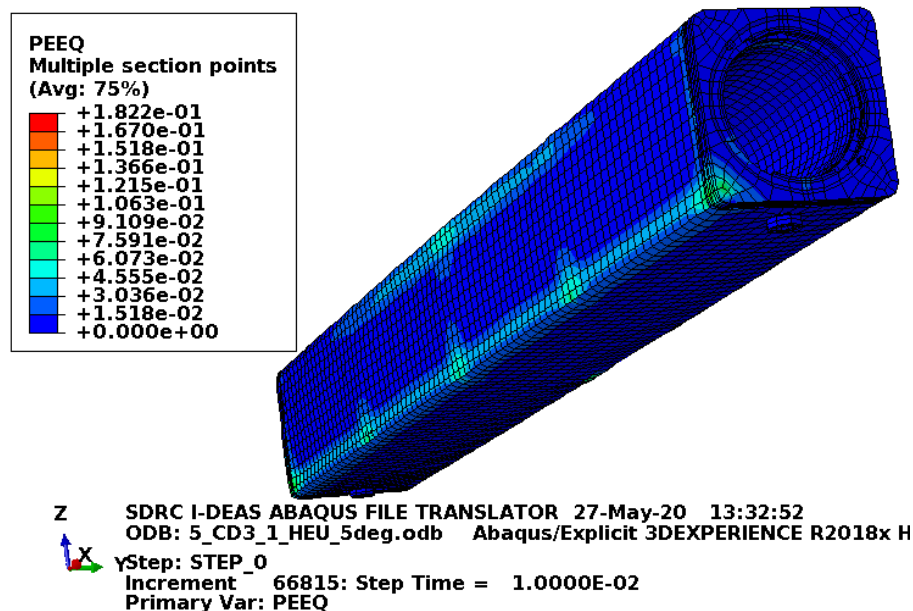 PEEQ
Multiple section points
(Avg: 75%)
+1.822e-01
+1.670e-01
+1.518e-01
+1.366e-01
+1.215e-01
+1.063e-01
+9.109e-02
+7.591e-02
+6.073e-02
+4.555e-02
+3.036e-02
+1.518e-02
+0.000e+00
Z
X
Y
SDRC I-DEAS ABAQUS FILE TRANSLATOR 27-May-20 13:32:52
ODB: 5_CD3_1_HEU_5deg.odb Abaqus/Explicit 3DEXPERIENCE R2018x H
Step: STEP_0
Increment 66815: Step Time = 1.0000E-02
Primary Var: PEEQ